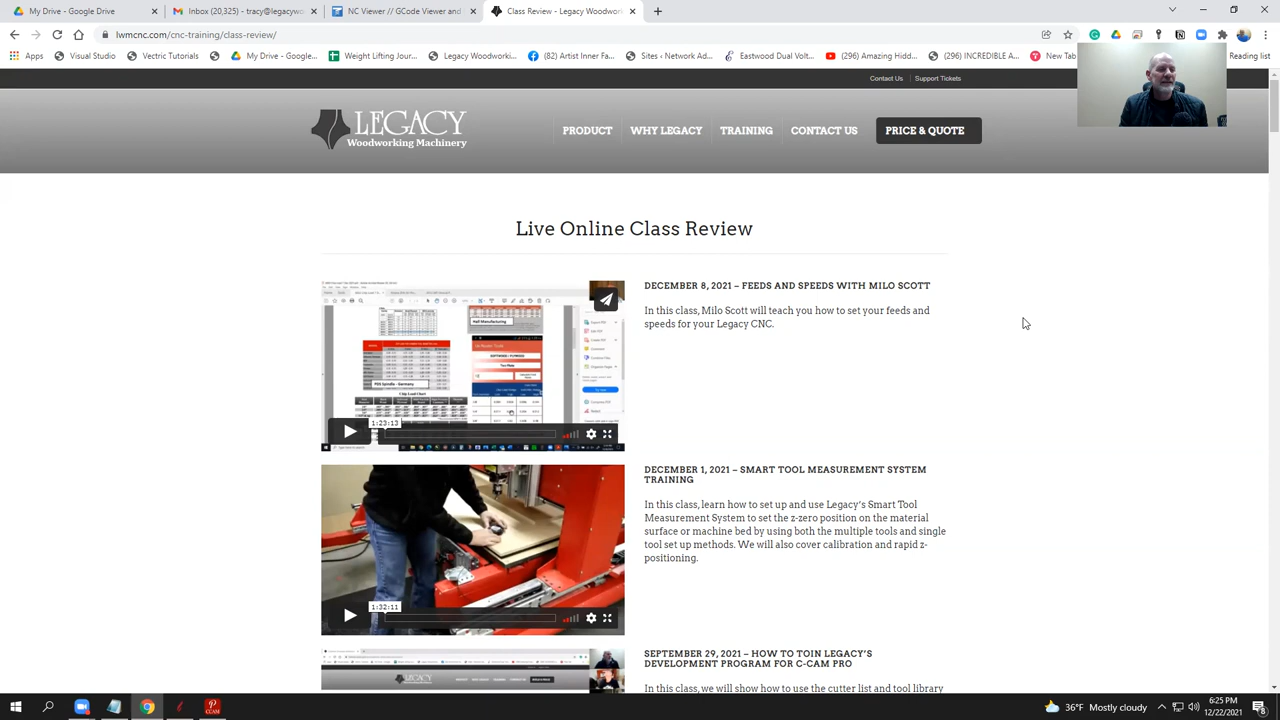 My Drive - Google Drive
Inbox (20,325) - tracy@legacyw
NC Viewer // GCode Viewer and
Class Review - Legacy Woodwor
lwmcnc.com/cnc-training/class-review/
Apps
Visual Studio
Vectric Tutorials
My Drive - Google...
Weight Lifting Jour...
Legacy Woodworki...
(82) Artist Inner Fa...
Sites ‹ Network Ad...
Eastwood Dual Volt...
(296) Amazing Hidd...
(296) INCREDIBLE A...
New Tab
Reading list
Contact Us
Support Tickets
LEGACY
Woodworking Machinery
PRODUCT
WHY LEGACY
TRAINING
CONTACT US
PRICE & QUOTE
Live Online Class Review
DECEMBER 8, 2021 – FEEDS AND SPEEDS WITH MILO SCOTT
In this class, Milo Scott will teach you how to set your feeds and
speeds for your Legacy CNC.
PDS Spindle - Germany
Chip Load Chart
1:23:13
DECEMBER 1, 2021 – SMART TOOL MEASUREMENT SYSTEM
TRAINING
In this class, learn how to set up and use Legacy's Smart Tool
Measurement System to set the z-zero position on the material
surface or machine bed by using both the multiple tools and single
tool set up methods. We will also cover calibration and rapid z-
positioning.
1:32:11
SEPTEMBER 29, 2021 – HOW TO TOIN LEGACY'S
DEVELOPMENT PROGRAM FOR C-CAM PRO
In this class, we will show how to use the cutter list and tool library
LEGACY
CCAM
36°F Mostly cloudy
6:25 PM
12/22/2021
8